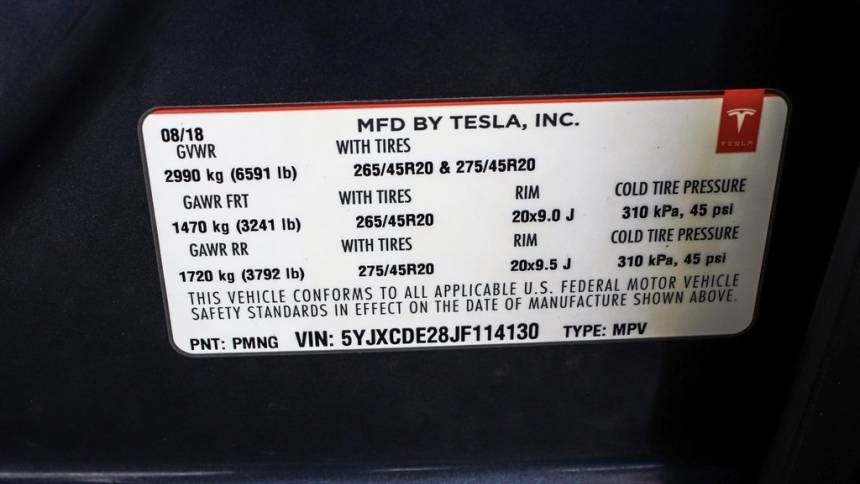 08/18 MFD BY TESLA, INC.
TESLA
GVWR WITH TIRES
2990 kg (6591 lb) 265/45R20 & 275/45R20
GAWR FRT WITH TIRES RIM COLD TIRE PRESSURE
1470 kg (3241 lb) 265/45R20 20x9.0 J 310 kPa, 45 psi
GAWR RR WITH TIRES RIM COLD TIRE PRESSURE
1720 kg (3792 lb) 275/45R20 20x9.5 J 310 kPa, 45 psi
THIS VEHICLE CONFORMS TO ALL APPLICABLE U.S. FEDERAL MOTOR VEHICLE
SAFETY STANDARDS IN EFFECT ON THE DATE OF MANUFACTURE SHOWN ABOVE.
PNT: PMNG VIN: 5YJXCDE28JF114130 TYPE: MPV